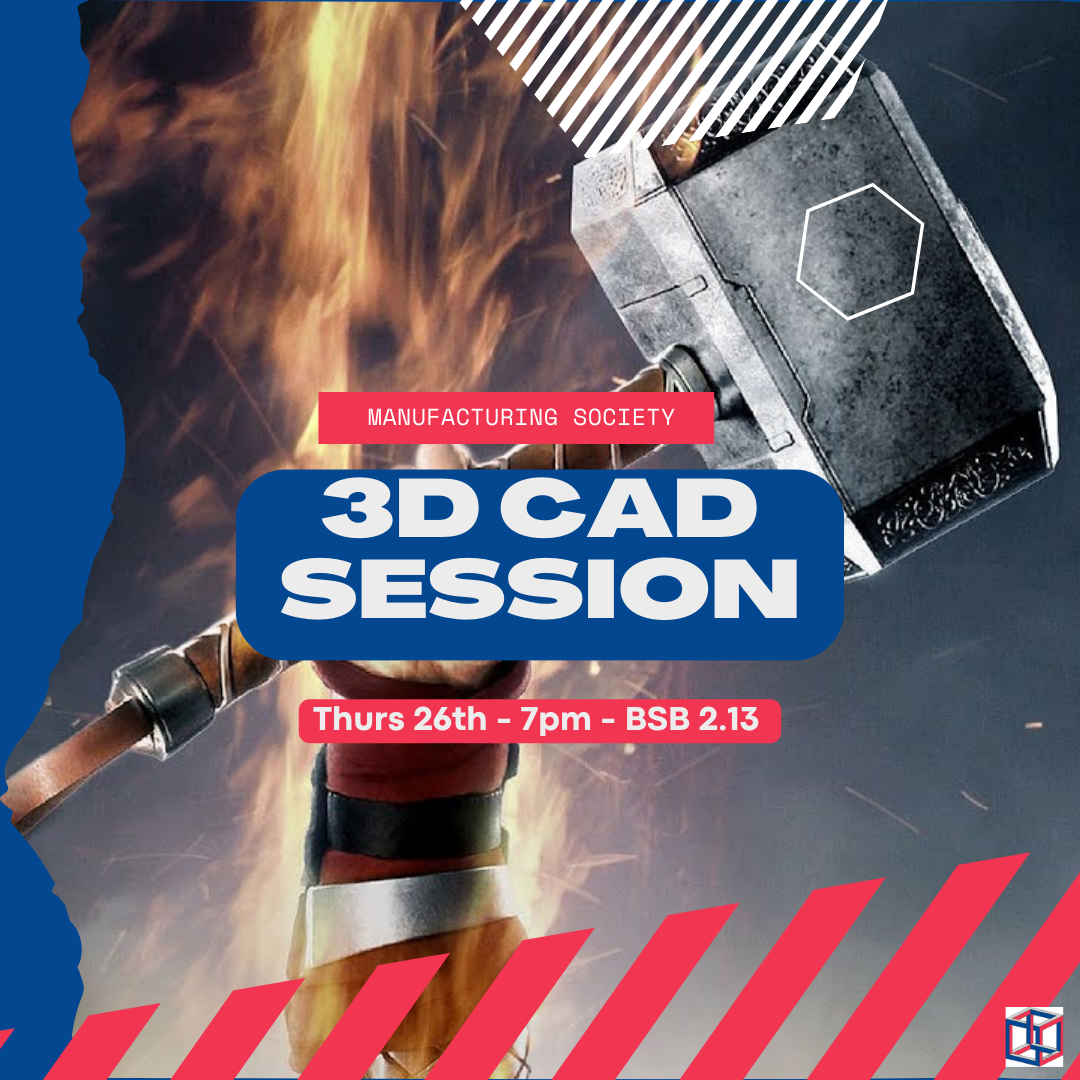 MANUFACTURING SOCIETY
3D CAD
SESSION
Thurs 26th - 7pm - BSB 2.13